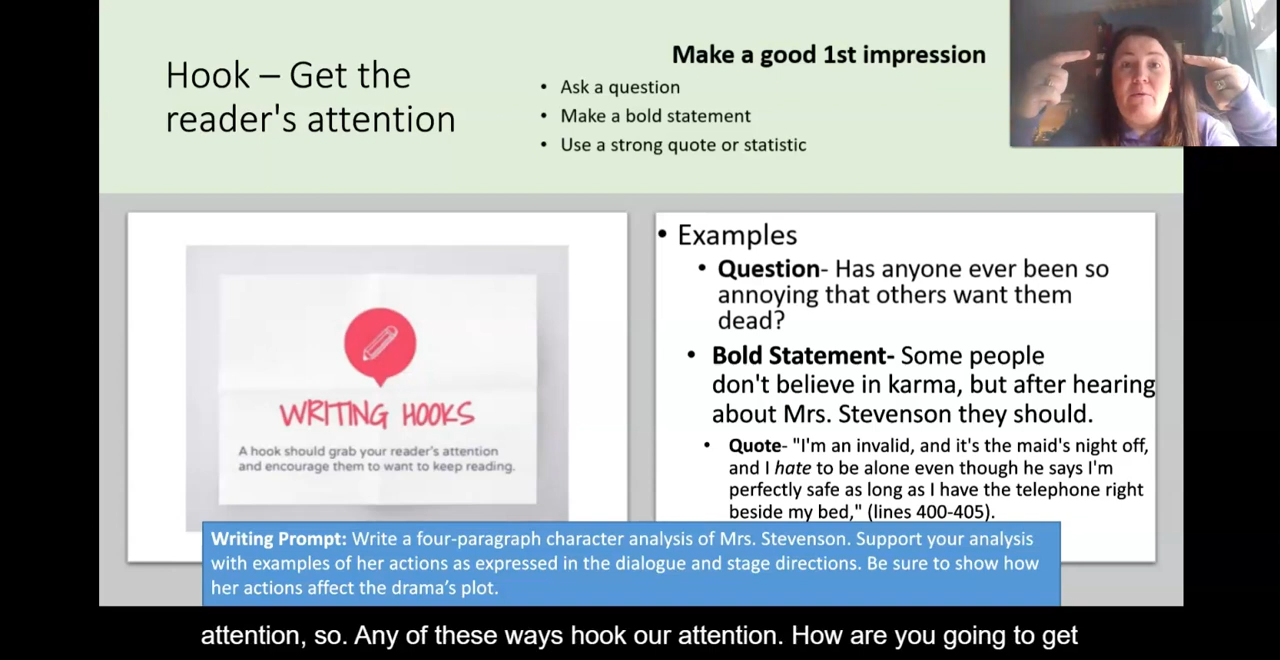 Hook – Get the
reader's attention
Make a good 1st impression
• Ask a question
• Make a bold statement
• Use a strong quote or statistic
WRITING HOOKS
A hook should grab your reader's attention
and encourage them to want to keep reading.
• Examples
• Question- Has anyone ever been so
annoying that others want them
dead?
• Bold Statement- Some people
don't believe in karma, but after hearing
about Mrs. Stevenson they should.
• Quote- "I'm an invalid, and it's the maid's night off,
and I hate to be alone even though he says I'm
perfectly safe as long as I have the telephone right
beside my bed," (lines 400-405).
Writing Prompt: Write a four-paragraph character analysis of Mrs. Stevenson. Support your analysis
with examples of her actions as expressed in the dialogue and stage directions. Be sure to show how
her actions affect the drama's plot.
attention, so. Any of these ways hook our attention. How are you going to get